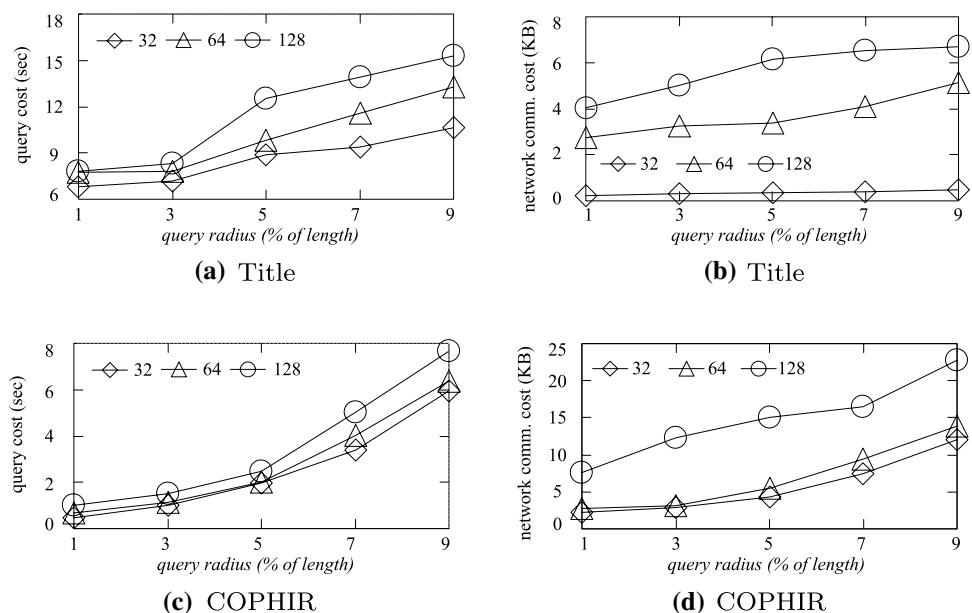 query cost (sec)
18
15
12
9
6
32 64 128
1 3 5 7 9
query radius (% of length)
(a) Title
network comm. cost (KB)
8
6
4
2
0
32 64 128
1 3 5 7 9
query radius (% of length)
(b) Title
query cost (sec)
8
6
4
2
0
32 64 128
1 3 5 7 9
query radius (% of length)
(c) COPHIR
network comm. cost (KB)
25
20
15
10
5
0
32 64 128
1 3 5 7 9
query radius (% of length)
(d) COPHIR